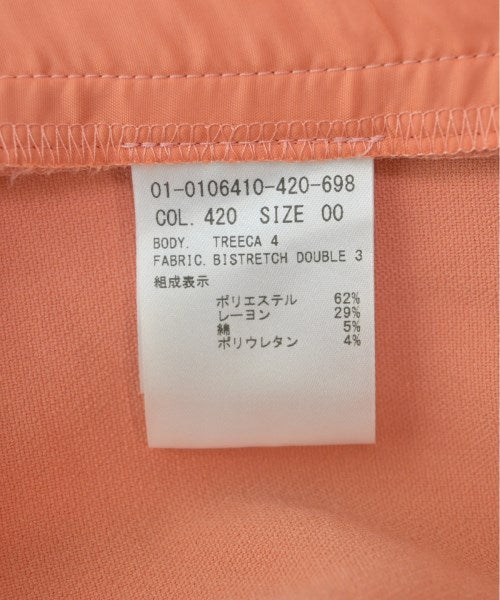 01-0106410-420-698
COL. 420 SIZE 00
BODY. TREECA 4
FABRIC. BISTRETCH DOUBLE 3
組成表示
ポリエステル 62%
レーヨン 29%
綿 5%
ポリウレタン 4%